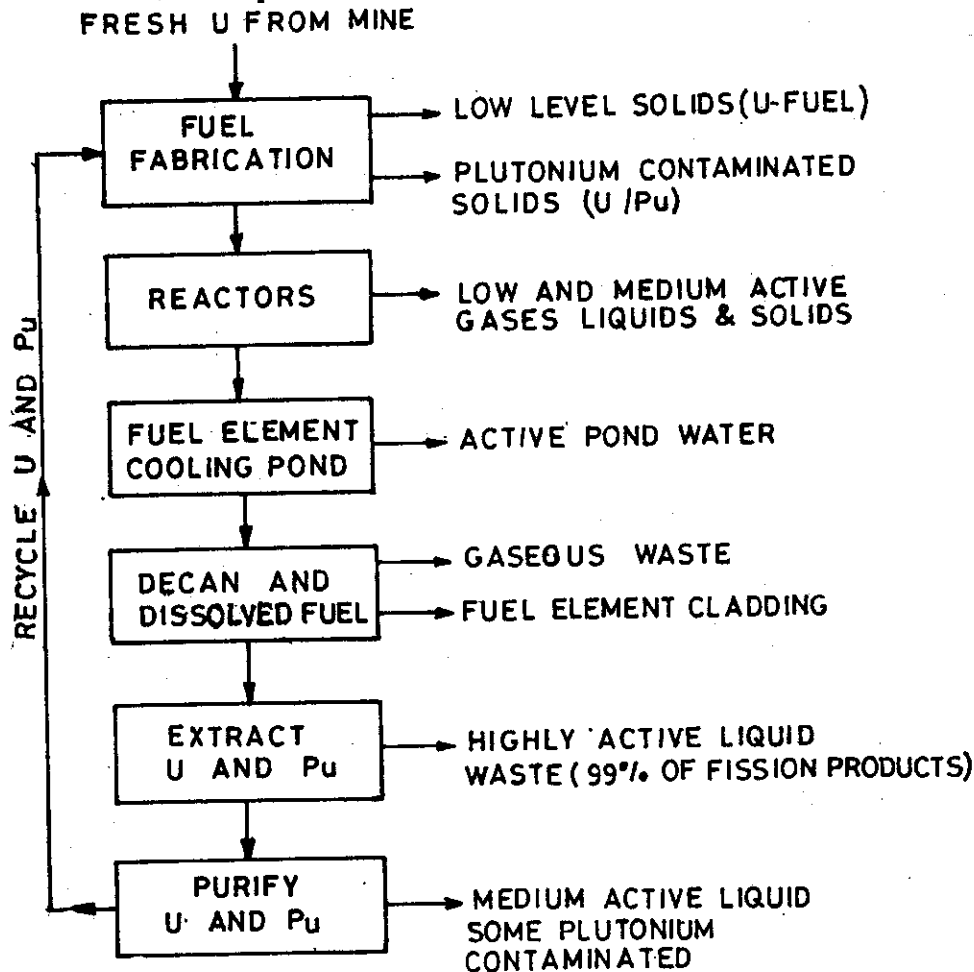 FRESH U FROM MINE
FUEL
FABRICATION
LOW LEVEL SOLIDS (U-FUEL)
PLUTONIUM CONTAMINATED
SOLIDS (U/Pu)
REACTORS
LOW AND MEDIUM ACTIVE
GASES LIQUIDS & SOLIDS
FUEL ELEMENT
COOLING POND
ACTIVE POND WATER
DECAN AND
DISSOLVED FUEL
GASEOUS WASTE
FUEL ELEMENT CLADDING
EXTRACT
U AND Pu
HIGHLY ACTIVE LIQUID
WASTE (99% OF FISSION PRODUCTS)
PURIFY
U AND Pu
MEDIUM ACTIVE LIQUID
SOME PLUTONIUM
CONTAMINATED
RECYCLE U AND Pu